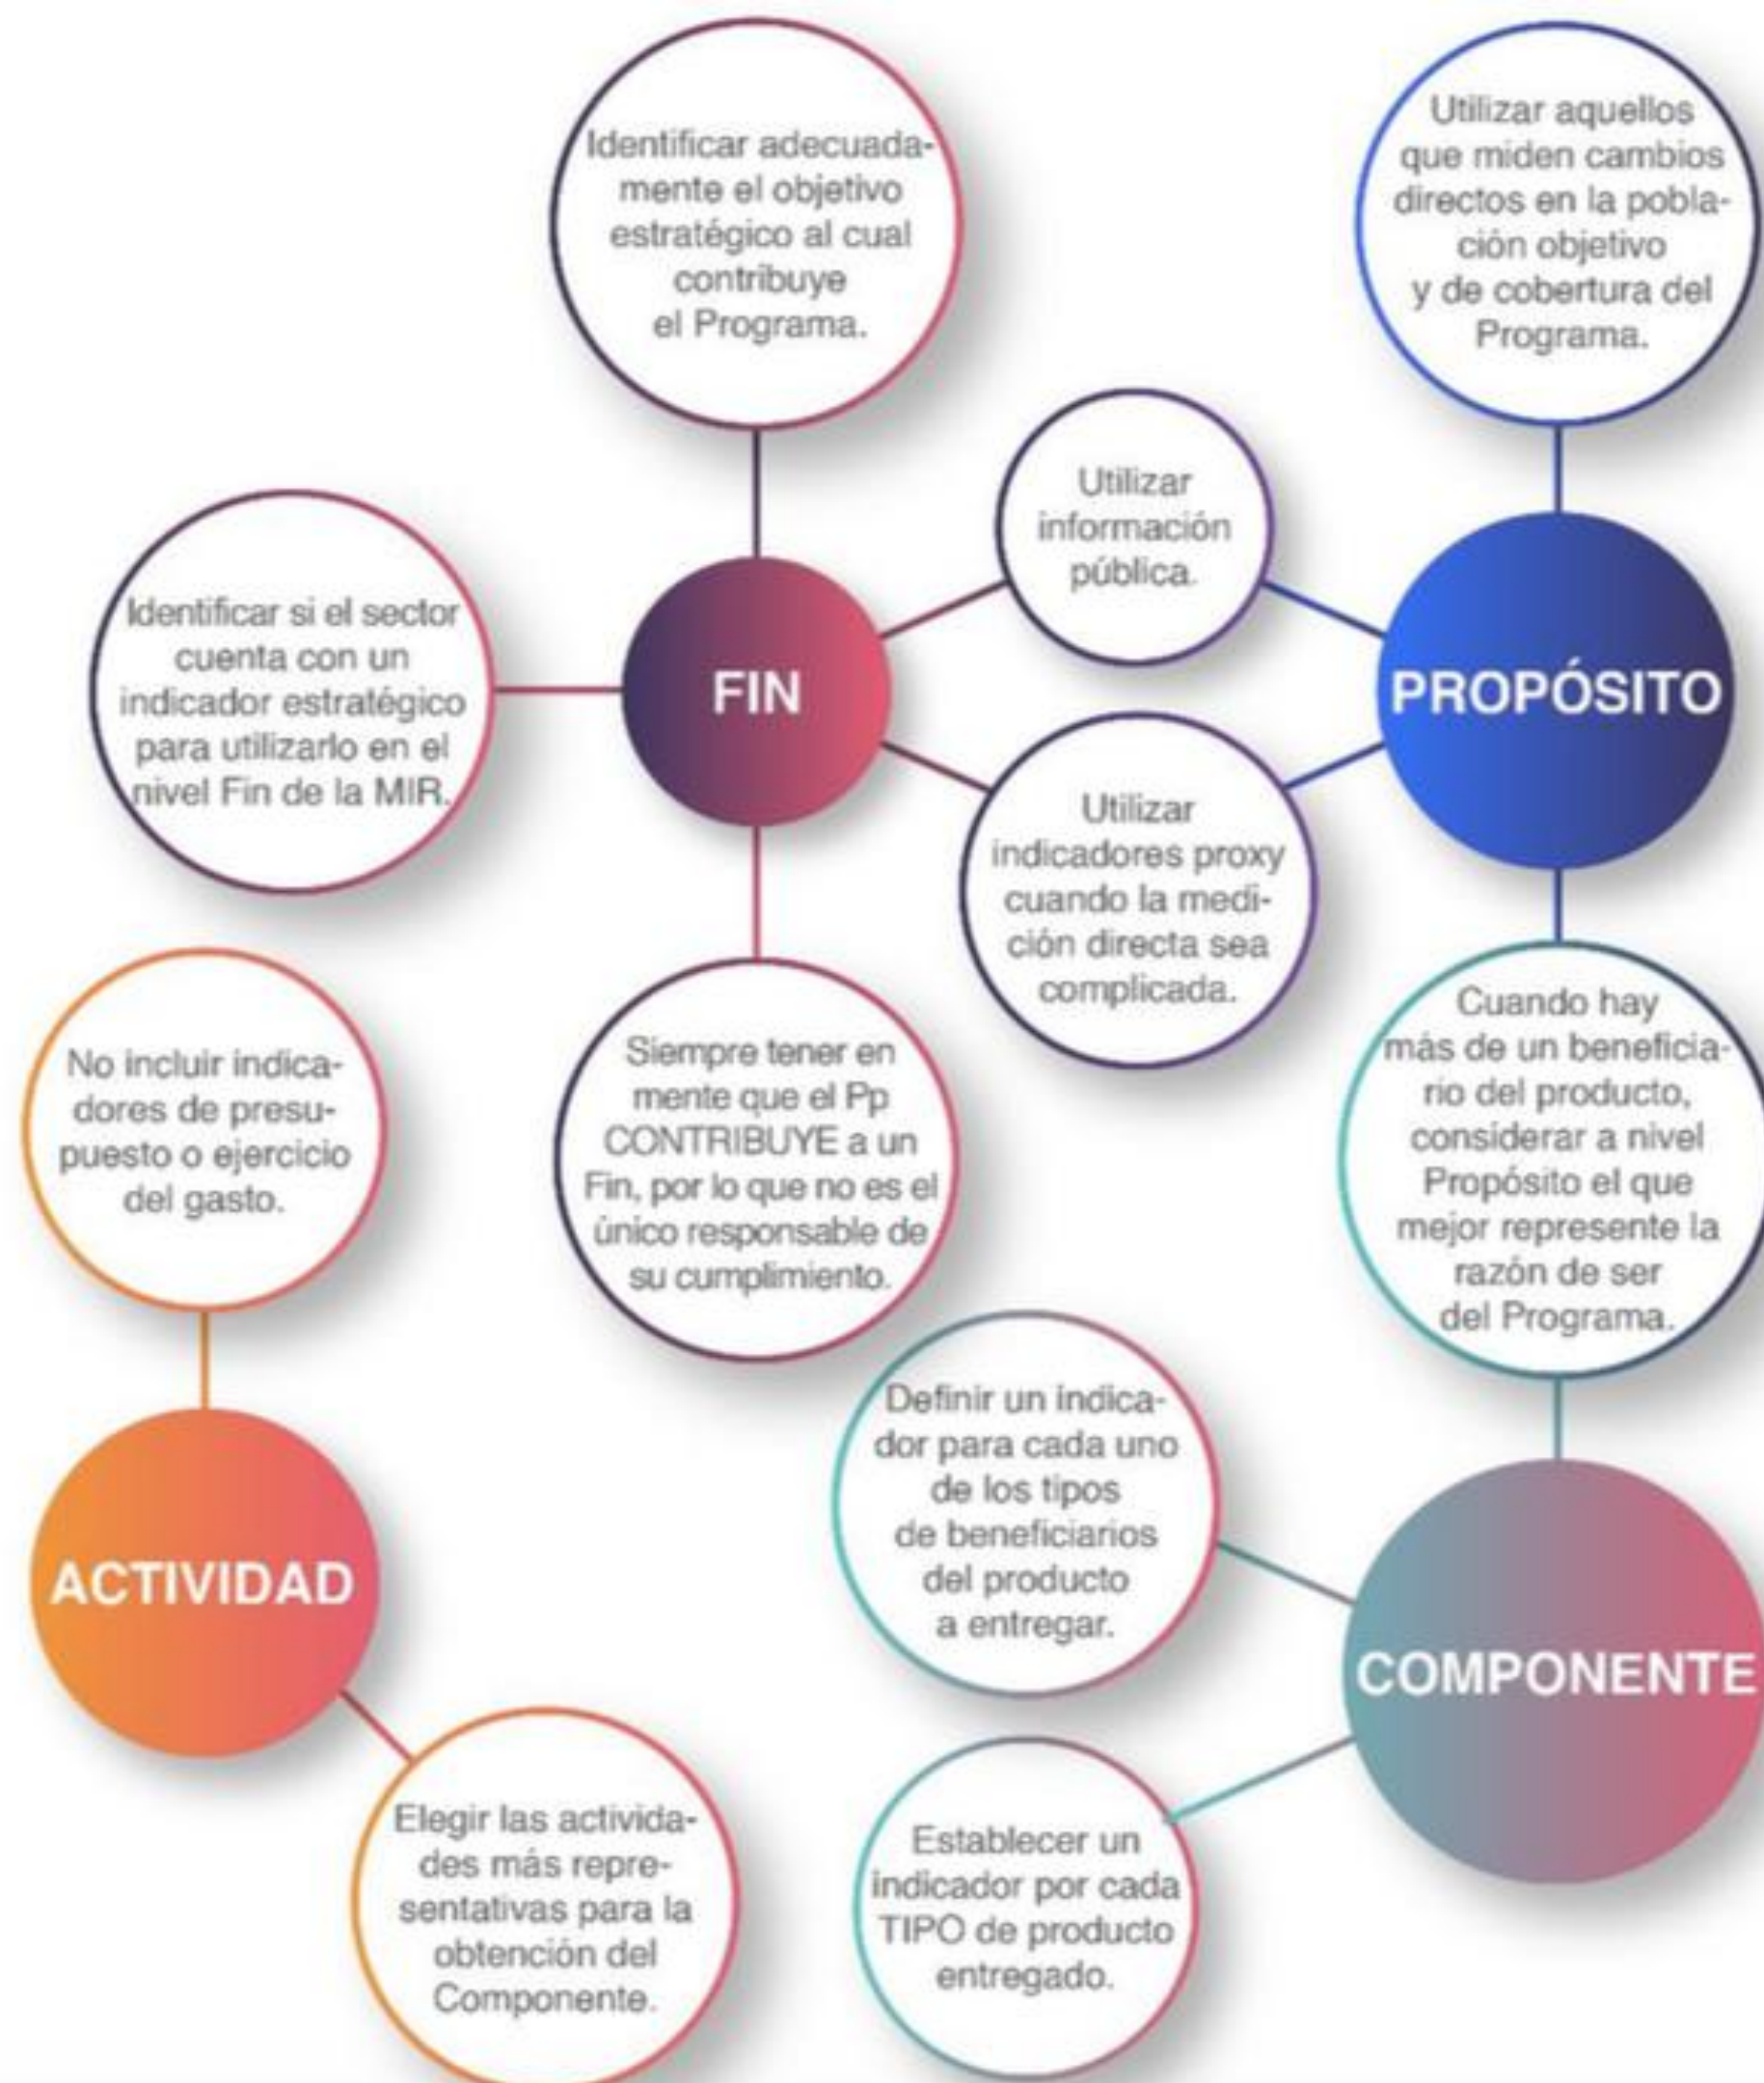 Identificar adecuada-
mente el objetivo
estratégico al cual
contribuye
el Programa.
Utilizar aquellos
que miden cambios
directos en la pobla-
ción objetivo
y de cobertura del
Programa.
Utilizar
información
pública.
Identificar si el sector
cuenta con un
indicador estratégico
para utilizarlo en el
nivel Fin de la MIR.
FIN
PROPÓSITO
Utilizar
indicadores proxy
cuando la medi-
ción directa sea
complicada.
No incluir indica-
dores de presu-
puesto o ejercicio
del gasto.
Siempre tener en
mente que el Pp
CONTRIBUYE a un
Fin, por lo que no es el
único responsable de
su cumplimiento.
Cuando hay
más de un beneficia-
rio del producto,
considerar a nivel
Propósito el que
mejor represente la
razón de ser
del Programa.
Definir un indica-
dor para cada uno
de los tipos
de beneficiarios
del producto
a entregar.
ACTIVIDAD
COMPONENTE
Elegir las activida-
des más repre-
sentativas para la
obtención del
Componente.
Establecer un
indicador por cada
TIPO de producto
entregado.